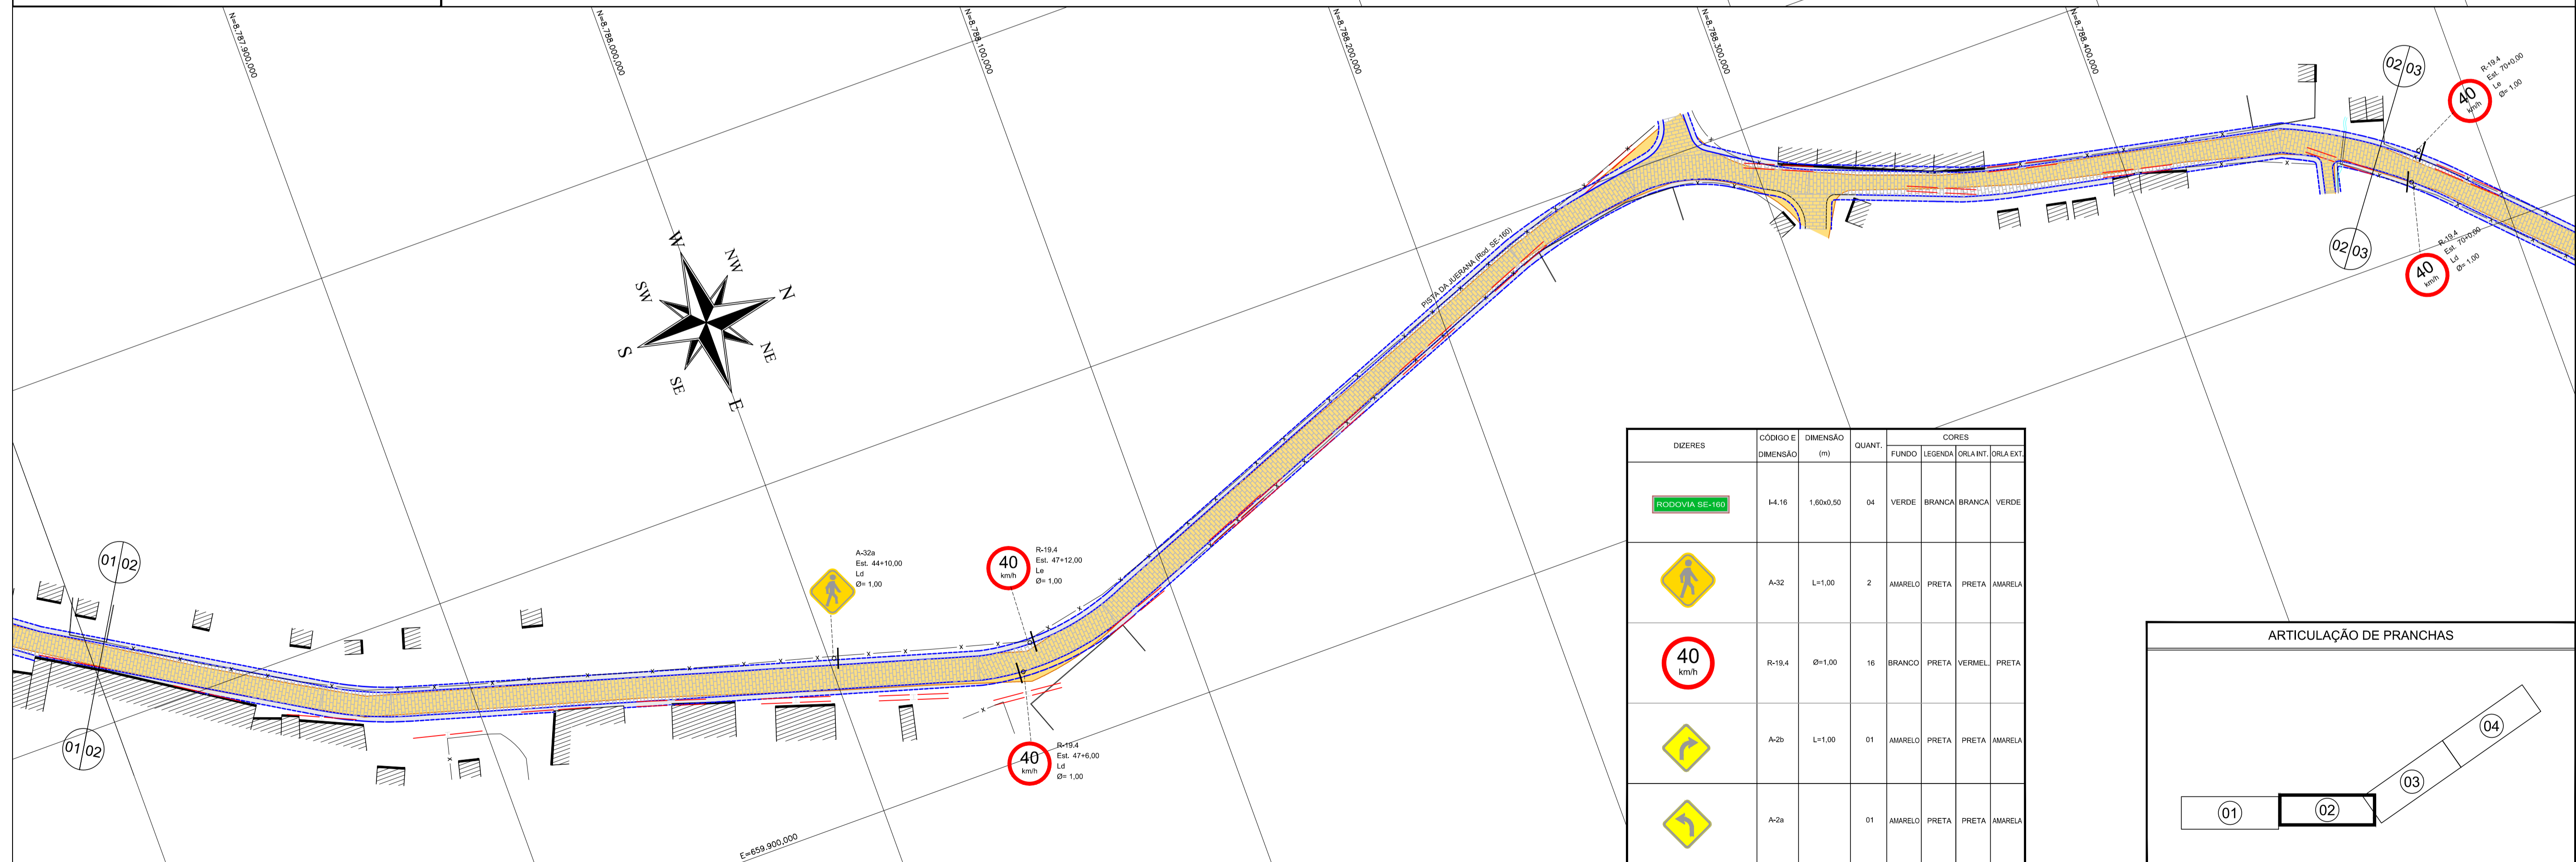 N=8.787.900,000
N=8.788.000,000
N=8.788.100,000
N=8.788.200,000
N=8.788.300,000
N=8.788.400,000
02 03
40
km/h
R-19.4
Est. 70+0,00
Le
Ø= 1,00
02 03
40
km/h
R-19.4
Est. 70+0,00
Ld
Ø= 1,00
W
NW
N
NE
E
SE
S
SW
PISTA DA JUERANA (Rod. SE-160)
01 02
01 02
A-32a
Est. 44+10,00
Ld
Ø= 1,00
40
km/h
R-19.4
Est. 47+12,00
Le
Ø= 1,00
40
km/h
R-19.4
Est. 47+6,00
Ld
Ø= 1,00
E=659.900,000
DIZERES
CÓDIGO E DIMENSÃO
DIMENSÃO (m)
QUANT.
CORES
FUNDO LEGENDA ORLA INT. ORLA EXT.
RODOVIA SE-160 I-4.16 1,60x0,50 04 VERDE BRANCA BRANCA VERDE
A-32 L=1,00 2 AMARELO PRETA PRETA AMARELA
40
km/h
R-19.4 Ø=1,00 16 BRANCO PRETA VERMEL. PRETA
A-2b L=1,00 01 AMARELO PRETA PRETA AMARELA
A-2a 01 AMARELO PRETA PRETA AMARELA
ARTICULAÇÃO DE PRANCHAS
01
02
03
04